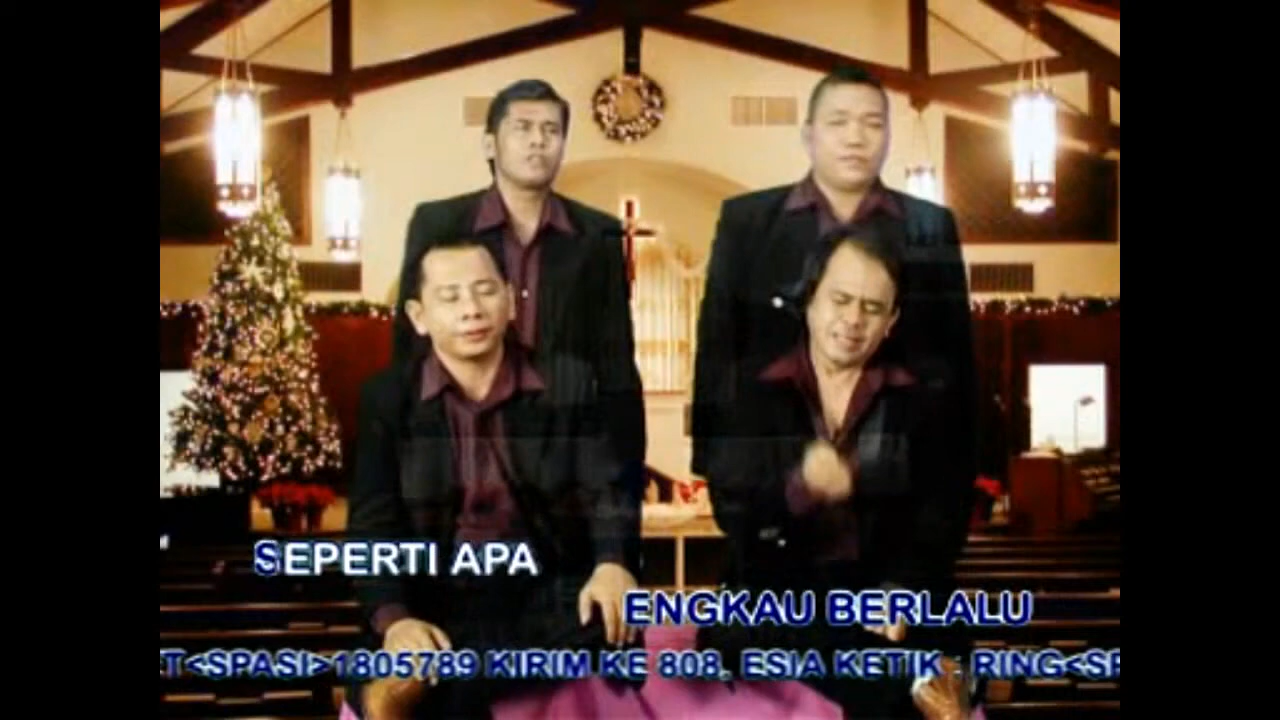 SEPERTI APA
ENGKAU BERLALU
T<SPASI>1805789 KIRIM KE 808, ESIA KETIK : RING<SP